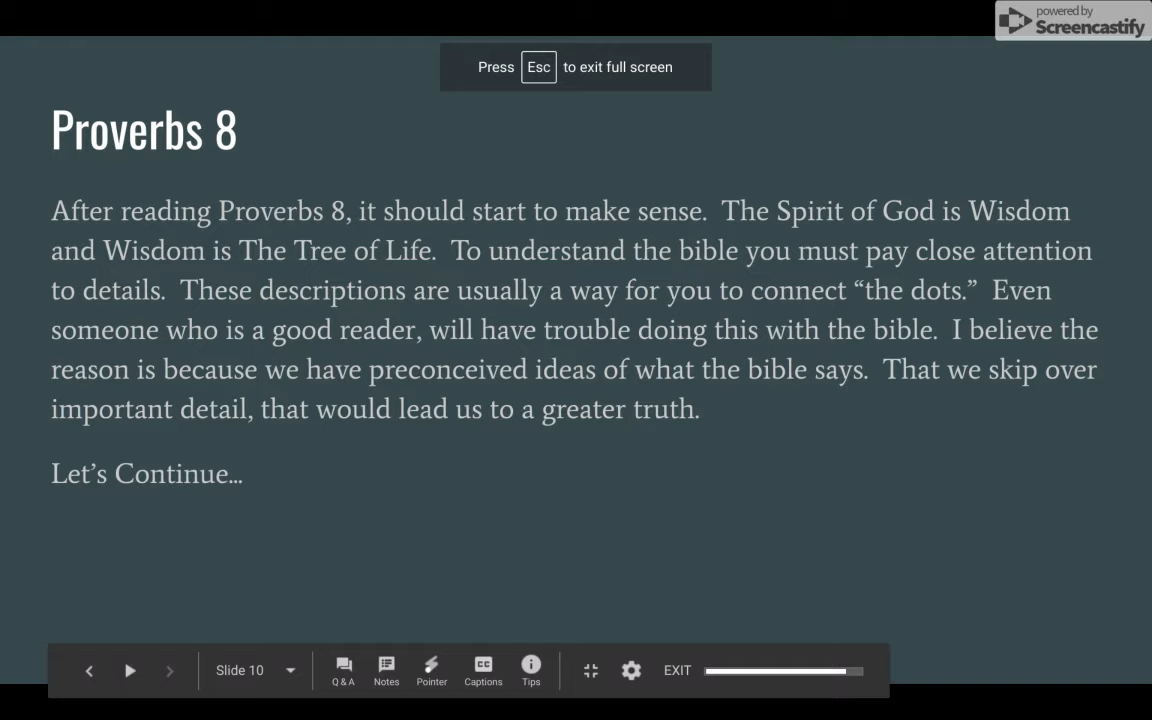 powered by
Screencastify
Press Esc to exit full screen
Proverbs 8
After reading Proverbs 8, it should start to make sense.  The Spirit of God is Wisdom
and Wisdom is The Tree of Life.  To understand the bible you must pay close attention
to details.  These descriptions are usually a way for you to connect “the dots.”  Even
someone who is a good reader, will have trouble doing this with the bible.  I believe the
reason is because we have preconceived ideas of what the bible says.  That we skip over
important detail, that would lead us to a greater truth.
Let’s Continue...
Slide 10
Q & A
Notes
Pointer
CC
Captions
Tips
EXIT